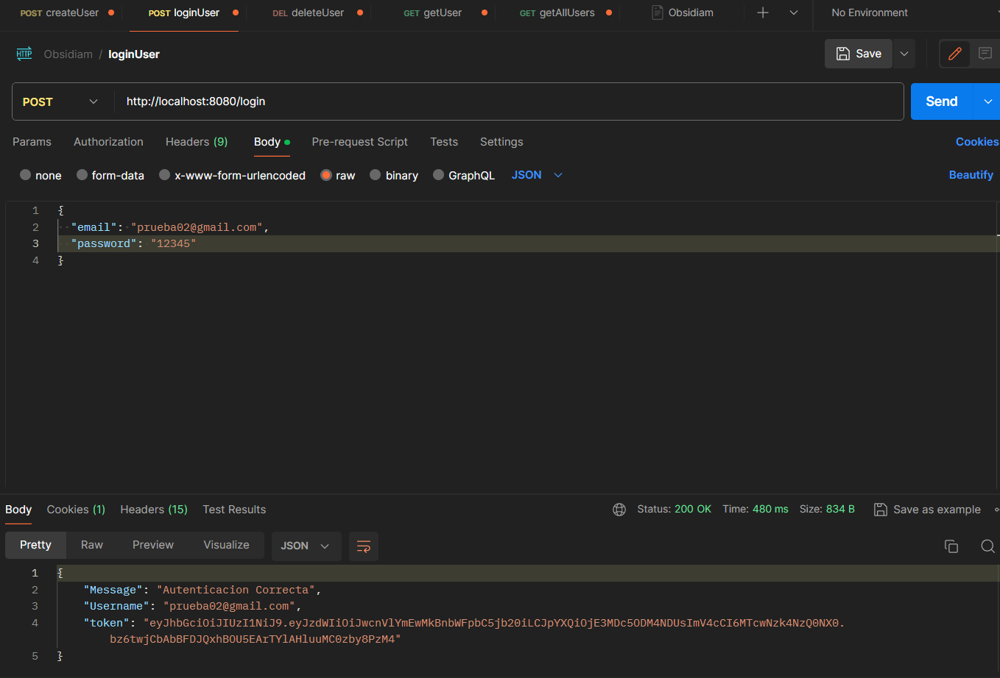 POST createUser POST loginUser DEL deleteUser GET getUser GET getAllUsers Obsidiam No Environment
HTTP Obsidiam / loginUser Save
POST http://localhost:8080/login Send
Params Authorization Headers (9) Body Pre-request Script Tests Settings Cookies
none form-data x-www-form-urlencoded raw binary GraphQL JSON Beautify
1 {
2 "email": "prueba02@gmail.com",
3 "password": "12345"
4 }
Body Cookies (1) Headers (15) Test Results Status: 200 OK Time: 480 ms Size: 834 B Save as example
Pretty Raw Preview Visualize JSON
1 {
2 "Message": "Autenticacion Correcta",
3 "Username": "prueba02@gmail.com",
4 "token": "eyJhbGciOiJIUzI1NiJ9.eyJzdWIiOiJwcnVlYmEwMkBnbWFpbC5jb20iLCJpYXQiOjE3MDc5ODM4NDUsImV4cCI6MTcwNzk4NzQ0NX0.
bz6twjCbAbBFDJQxhBOU5EArTYlAHluuMC0zby8PzM4"
5 }